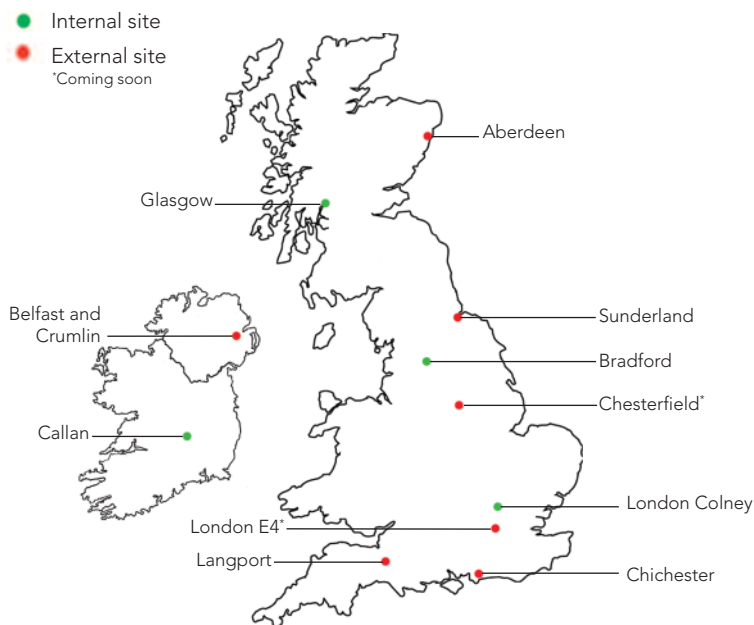 Internal site
External site
*Coming soon
Aberdeen
Glasgow
Belfast and
Crumlin
Sunderland
Bradford
Chesterfield*
Callan
London Colney
London E4*
Langport
Chichester